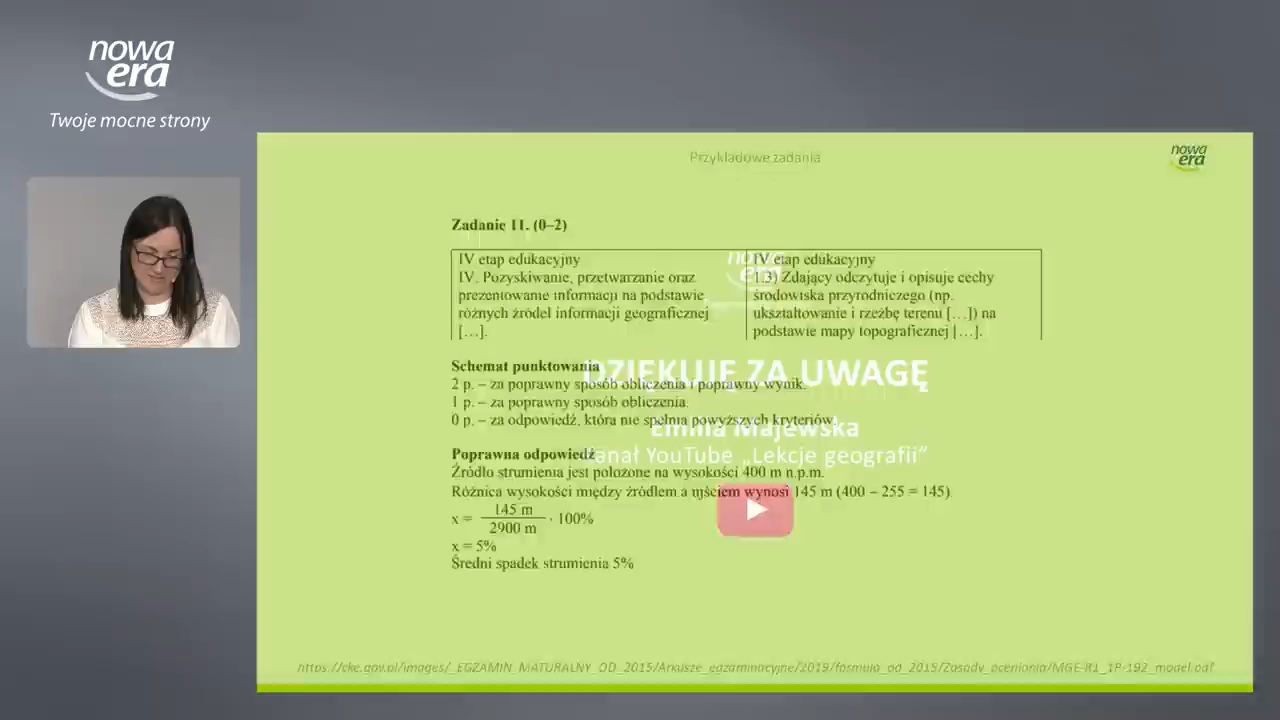 nowa
era
Twoje mocne strony
Przykładowe zadania
nowa
era
Zadanie 11. (0–2)
IV etap edukacyjny
IV. Pozyskiwanie, przetwarzanie oraz
prezentowanie informacji na podstawie
różnych źródeł informacji geograficznej
[…].
IV etap edukacyjny
1.3) Zdający odczytuje i opisuje cechy
środowiska przyrodniczego (np.
ukształtowanie i rzeźbę terenu […]) na
podstawie mapy topograficznej […].
nowa
era
Schemat punktowania
2 p. – za poprawny sposób obliczenia i poprawny wynik.
1 p. – za poprawny sposób obliczenia.
0 p. – za odpowiedź, która nie spełnia powyższych kryteriów.
DZIĘKUJĘ ZA UWAGĘ
Emilia Majewska
Kanał YouTube „Lekcje geografii”
Poprawna odpowiedź
Źródło strumienia jest położone na wysokości 400 m n.p.m.
Różnica wysokości między źródłem a ujściem wynosi 145 m (400 – 255 = 145)
x = 145 m / 2900 m · 100%
x = 5%
Średni spadek strumienia 5%
https://cke.gov.pl/images/_EGZAMIN_MATURALNY_OD_2015/Arkusze_egzaminacyjne/2019/formula_od_2015/Zasady_oceniania/MGE-R1_1P-192_model.pdf